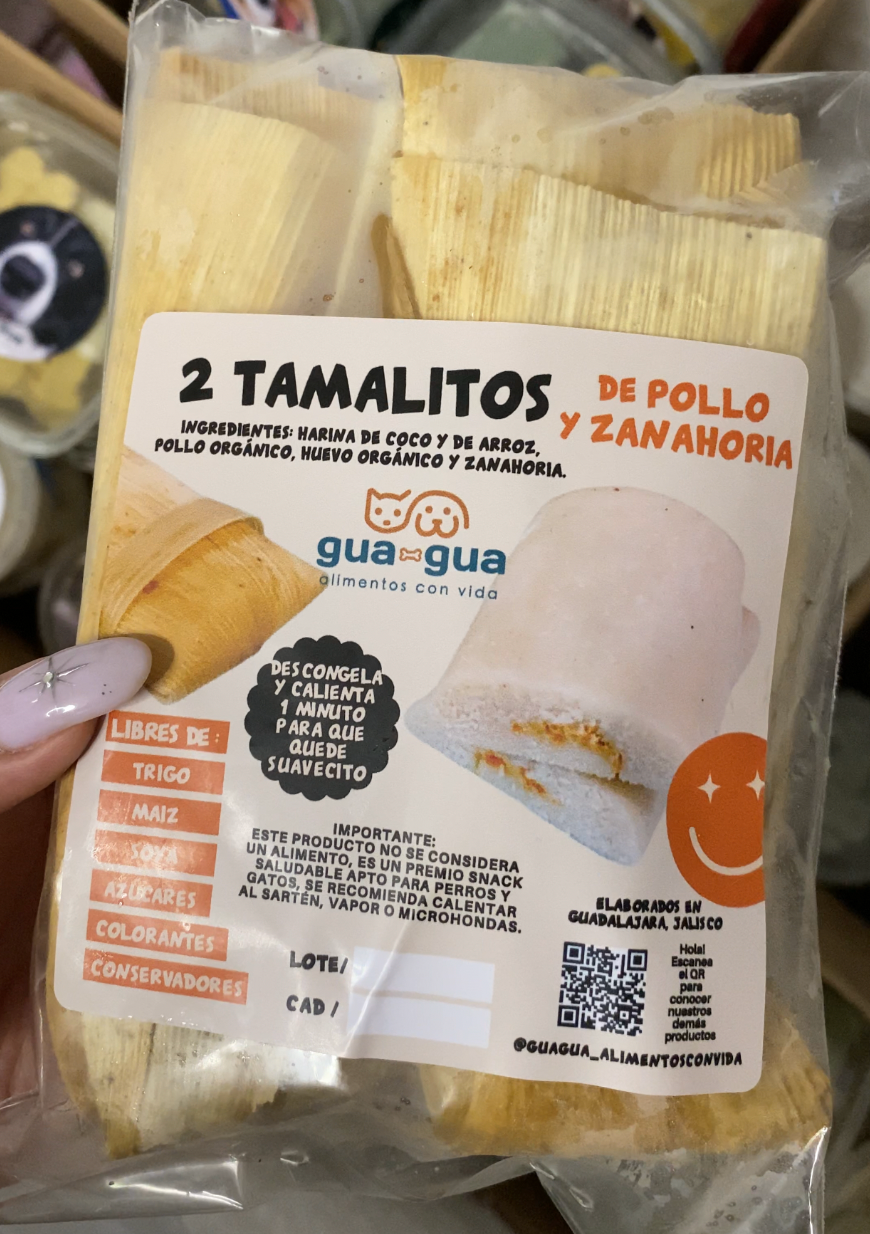 2 TAMALITOS
DE POLLO
Y ZANAHORIA
INGREDIENTES: HARINA DE COCO Y DE ARROZ,
POLLO ORGÁNICO, HUEVO ORGÁNICO Y ZANAHORIA.
gua gua
alimentos con vida
DESCONGELA
Y CALIENTA
1 MINUTO
PARA QUE
QUEDE
SUAVECITO
LIBRES DE :
TRIGO
MAIZ
SOYA
AZÚCARES
COLORANTES
CONSERVADORES
IMPORTANTE:
ESTE PRODUCTO NO SE CONSIDERA
UN ALIMENTO, ES UN PREMIO SNACK
SALUDABLE APTO PARA PERROS Y
GATOS, SE RECOMIENDA CALENTAR
AL SARTÉN, VAPOR O MICROHONDAS.
LOTE/
CAD /
ELABORADOS EN
GUADALAJARA, JALISCO
Hola!
Escanea
el QR
para
conocer
nuestros
demás
productos
@GUAGUA_ALIMENTOSCONVIDA